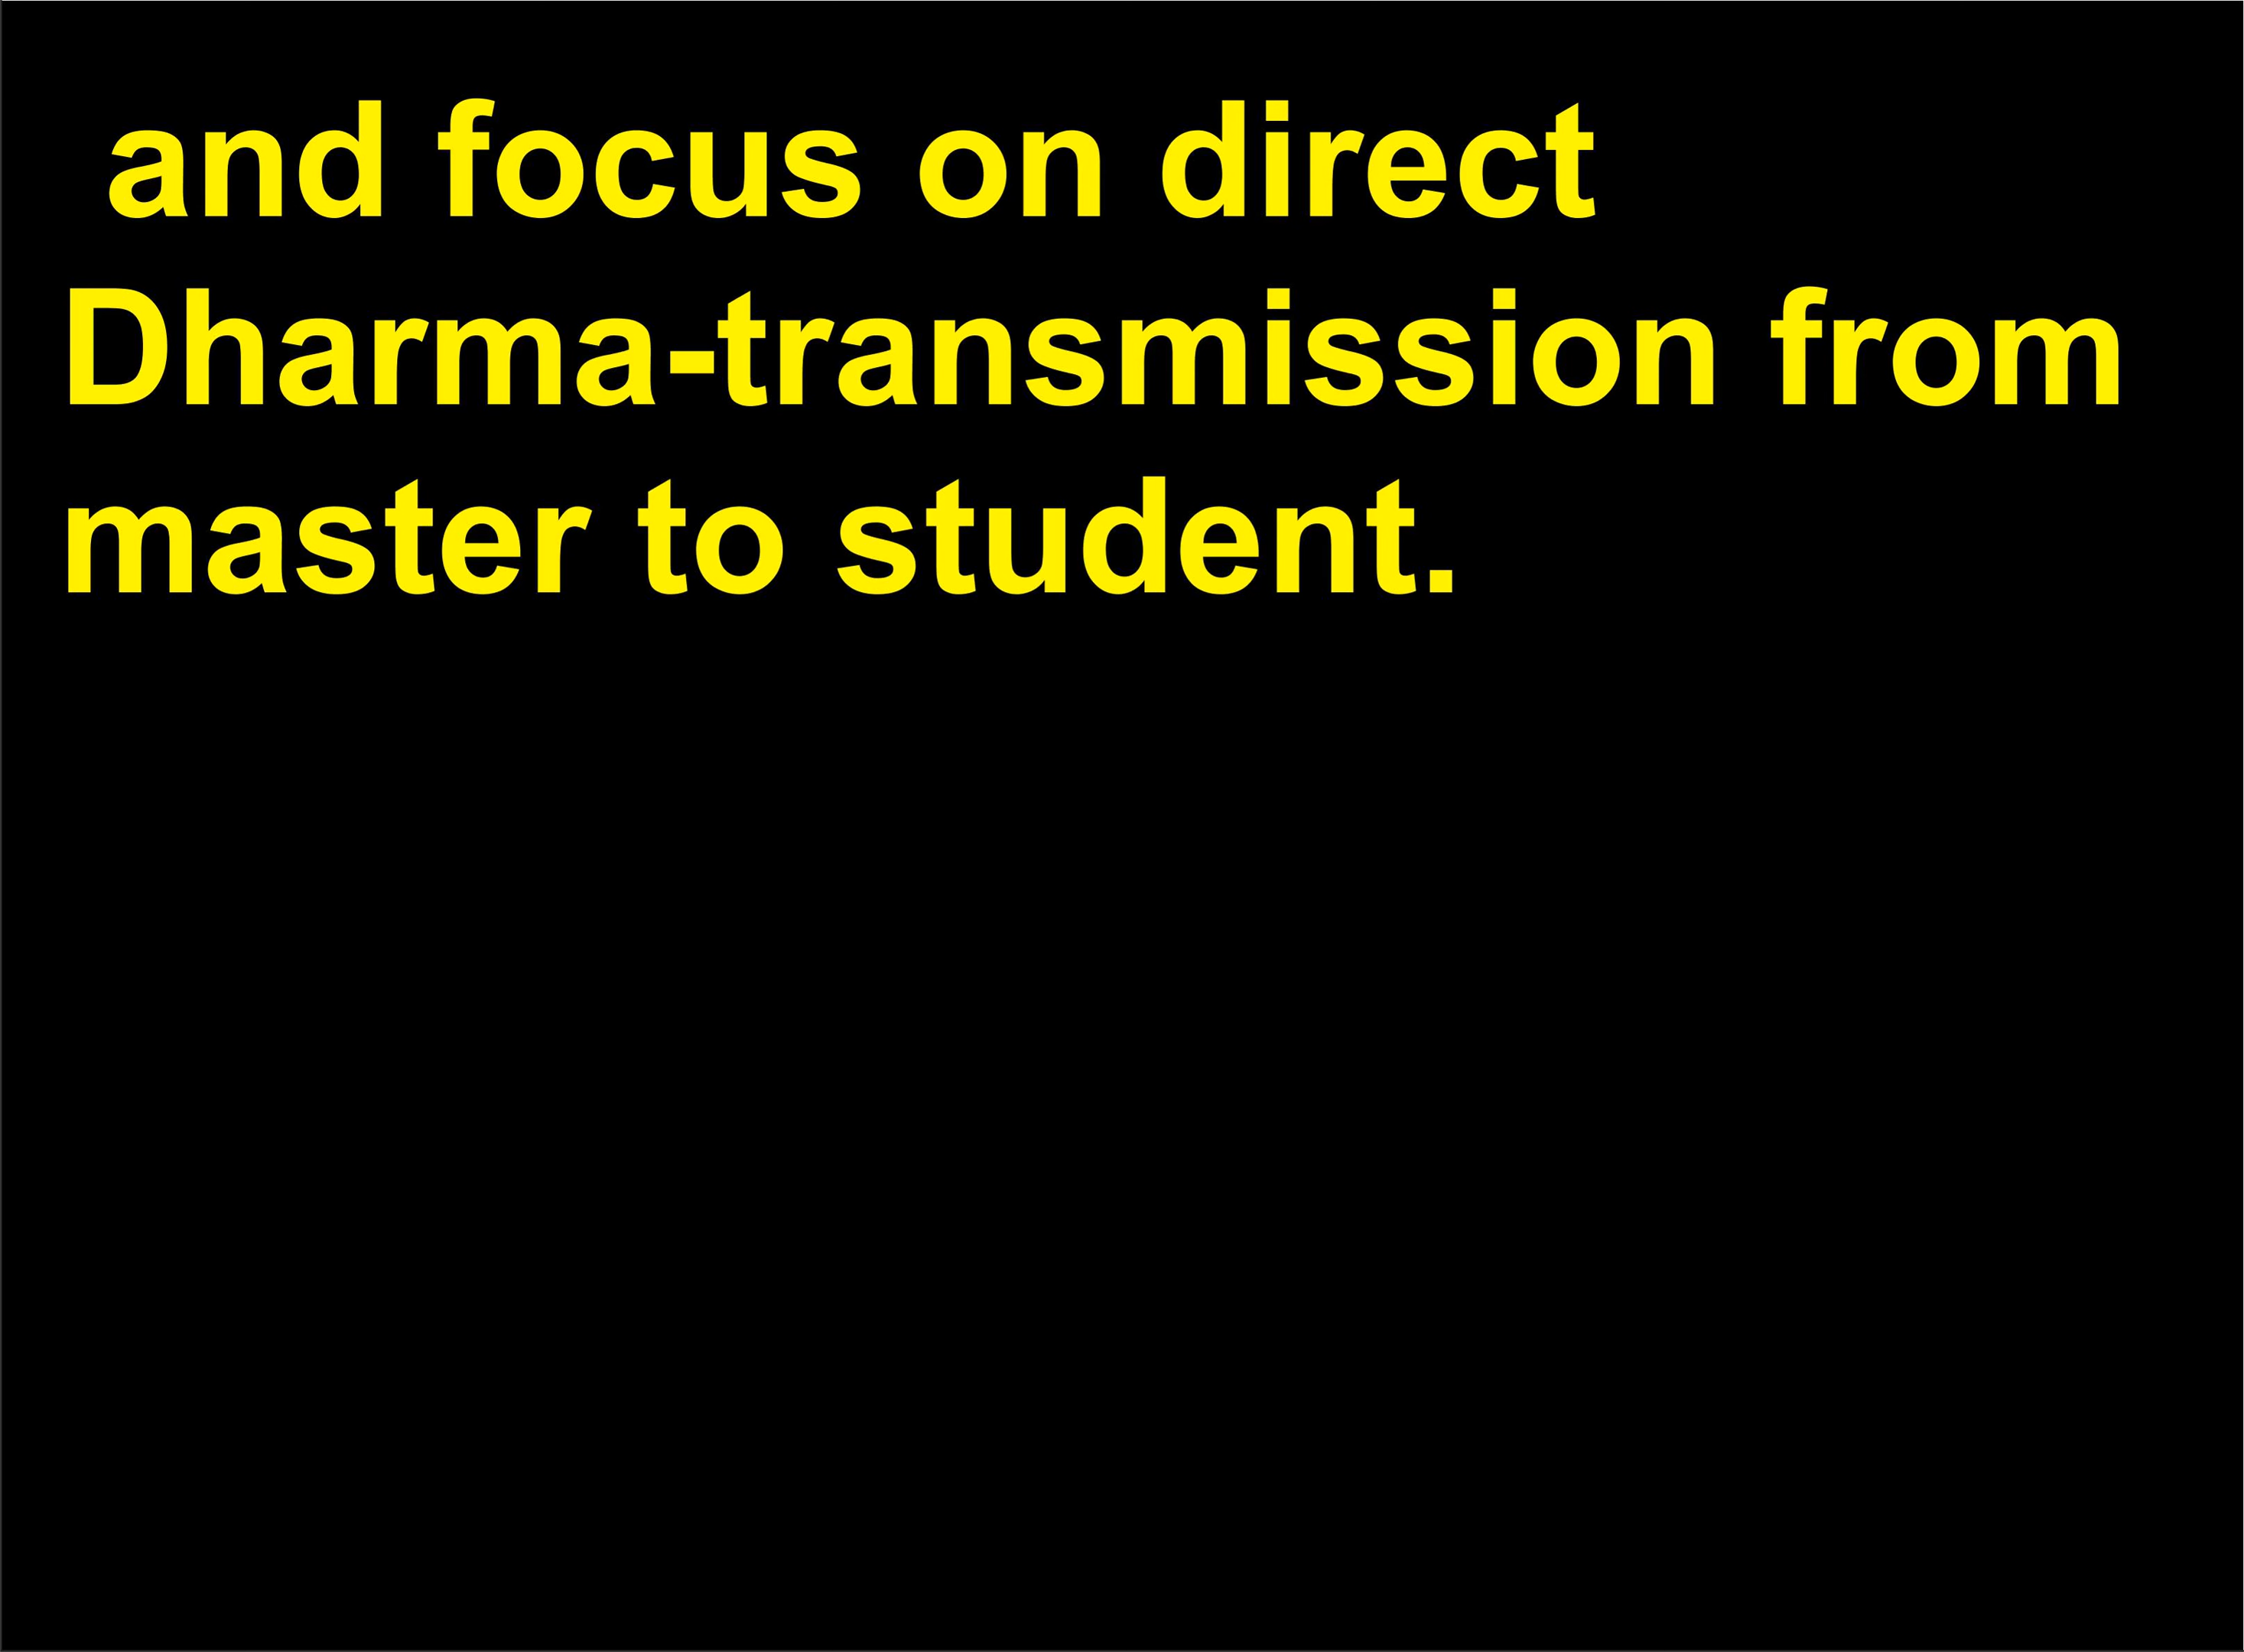 and focus on direct
Dharma-transmission from
master to student.